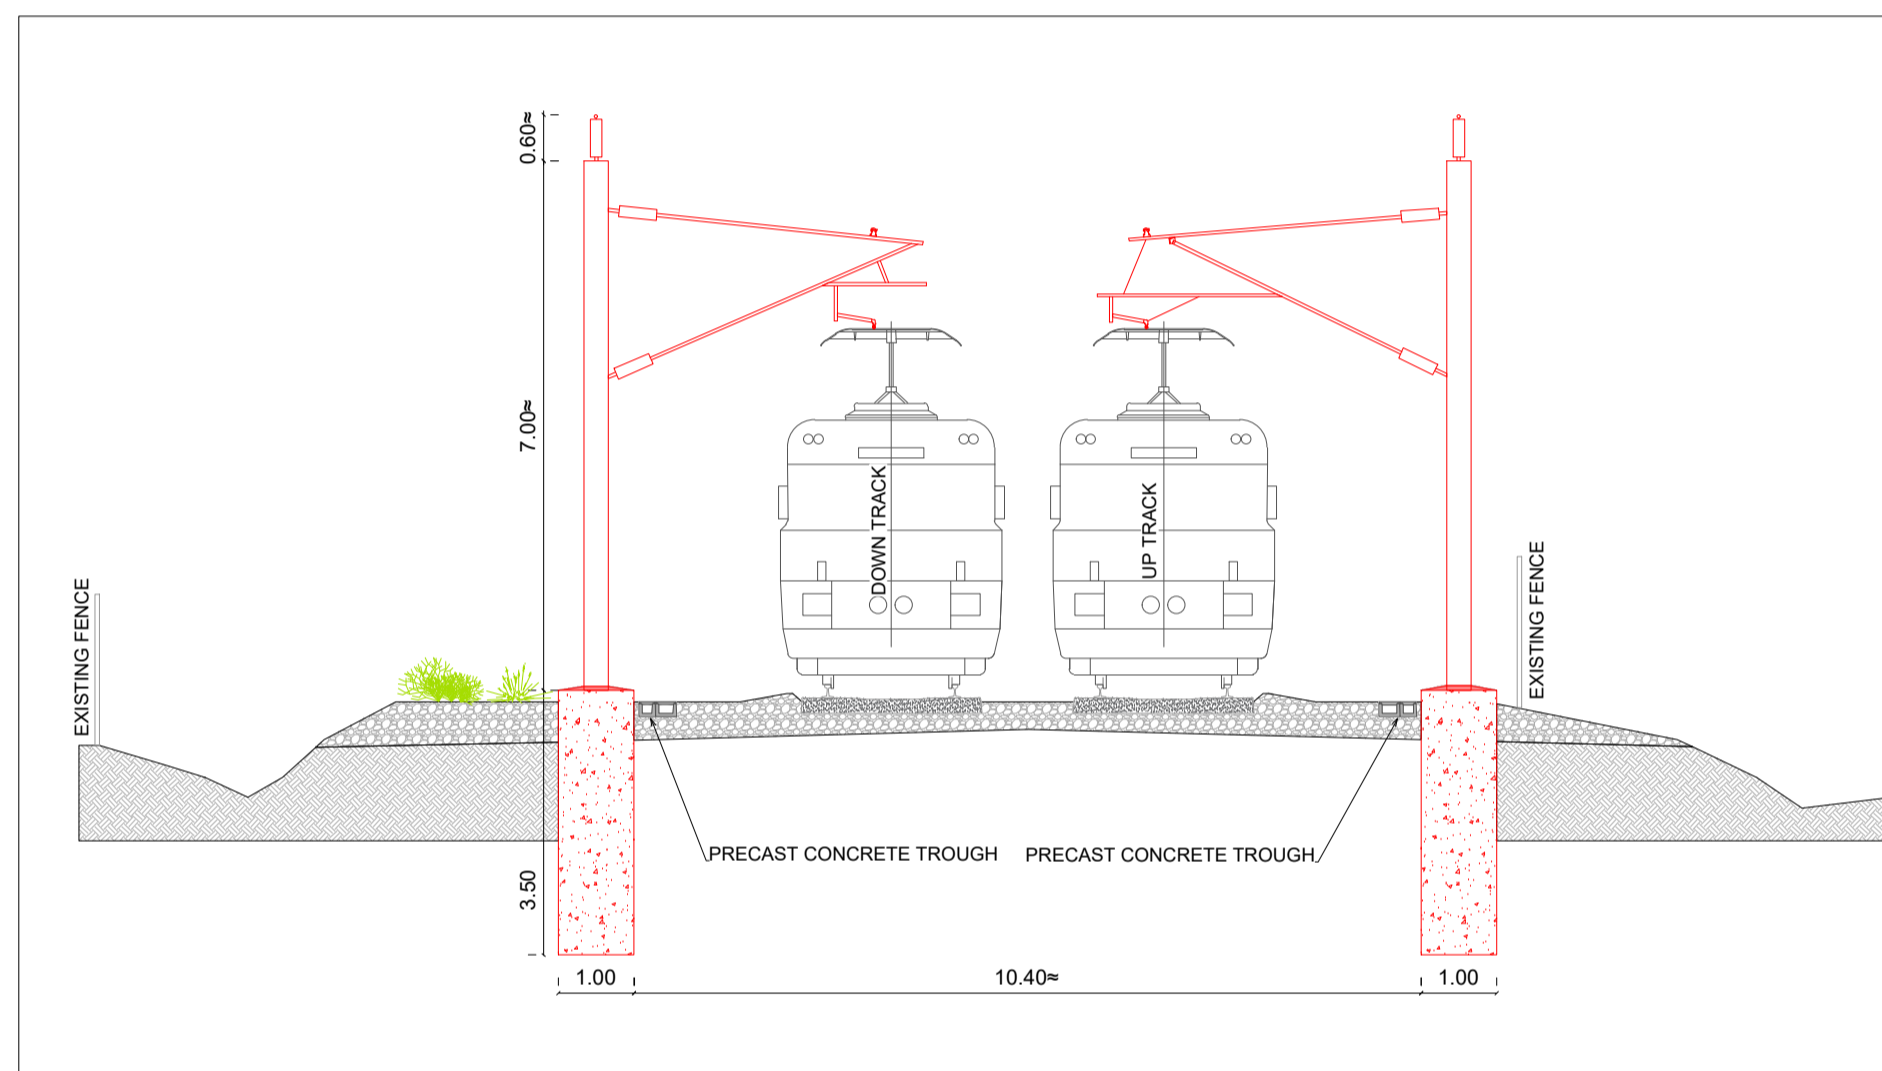 0.60≈
7.00≈
DOWN TRACK
UP TRACK
EXISTING FENCE
EXISTING FENCE
PRECAST CONCRETE TROUGH
PRECAST CONCRETE TROUGH
3.50
1.00
10.40≈
1.00